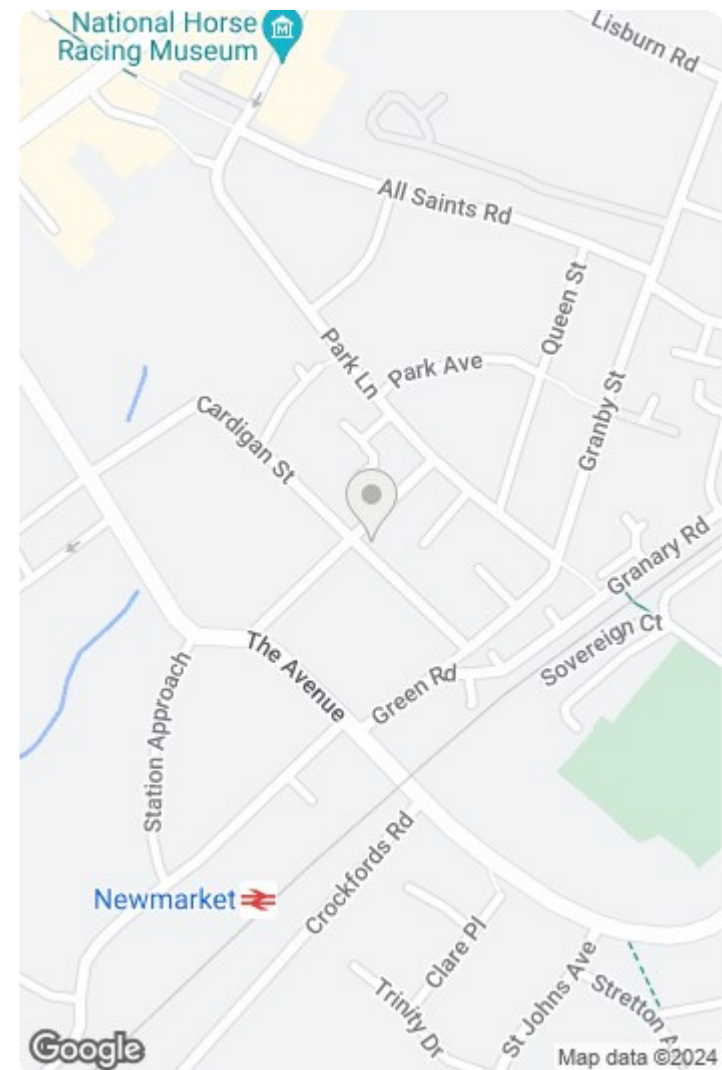 National Horse
Racing Museum
Lisburn Rd
All Saints Rd
Queen St
Park Ln
Park Ave
Granby St
Cardigan St
Granary Rd
Sovereign Ct
The Avenue
Green Rd
Station Approach
Newmarket
Crockfords Rd
Clare Pl
Trinity Dr
St Johns Ave
Stretton A
Google
Map data ©2024